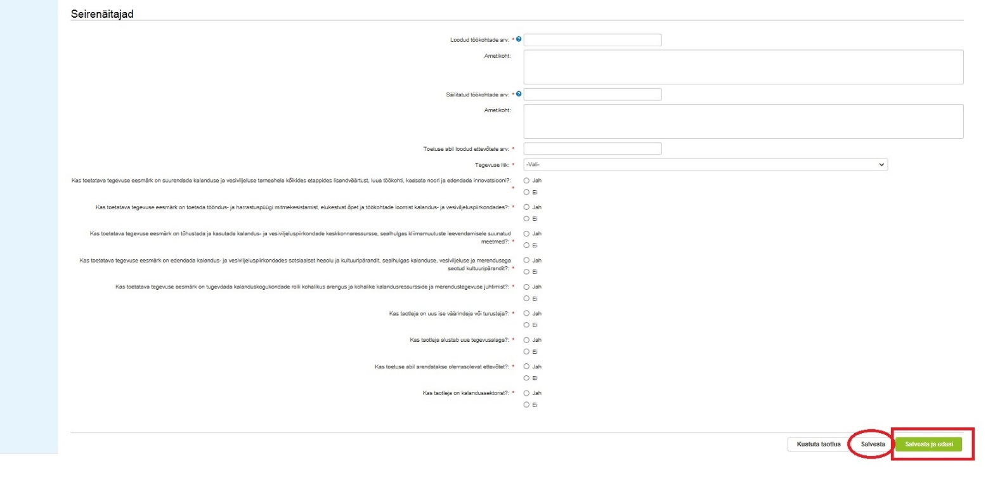 Seirenäitajad
Loodud töökohtade arv: * ?
Ametikoht:
Säilitatud töökohtade arv: * ?
Ametikoht:
Toetuse abil loodud ettevõtete arv: *
Tegevuse liik: * -Vali-
Kas toetatava tegevuse eesmärk on suurendada kalanduse ja vesiviljeluse tarneahela kõikides etappides lisandväärtust, luua töökohti, kaasata noori ja edendada innovatsiooni?: Jah
* Ei
Kas toetatava tegevuse eesmärk on toetada tööndus- ja harrastuspüügi mitmekesistamist, elukestvat õpet ja töökohtade loomist kalandus- ja vesiviljeluspiirkondades?: * Jah
Ei
Kas toetatava tegevuse eesmärk on tõhustada ja kasutada kalandus- ja vesiviljeluspiirkondade keskkonnaressursse, sealhulgas kliimamuutuste leevendamisele suunatud Jah
meetmed?: * Ei
Kas toetatava tegevuse eesmärk on edendada kalandus- ja vesiviljeluspiirkondades sotsiaalset heaolu ja kultuuripärandit, sealhulgas kalanduse, vesiviljeluse ja merendusega Jah
seotud kultuuripärandit?: * Ei
Kas toetatava tegevuse eesmärk on tugevdada kalanduskogukondade rolli kohalikus arengus ja kohalike kalandusressursside ja merendustegevuse juhtimist?: * Jah
Ei
Kas taotleja on uus ise väärindaja või turustaja?: * Jah
Ei
Kas taotleja alustab uue tegevusalaga?: * Jah
Ei
Kas toetuse abil arendatakse olemasolevat ettevõtet?: * Jah
Ei
Kas taotleja on kalandussektorist?: * Jah
Ei
Kustuta taotlus Salvesta Salvesta ja edasi